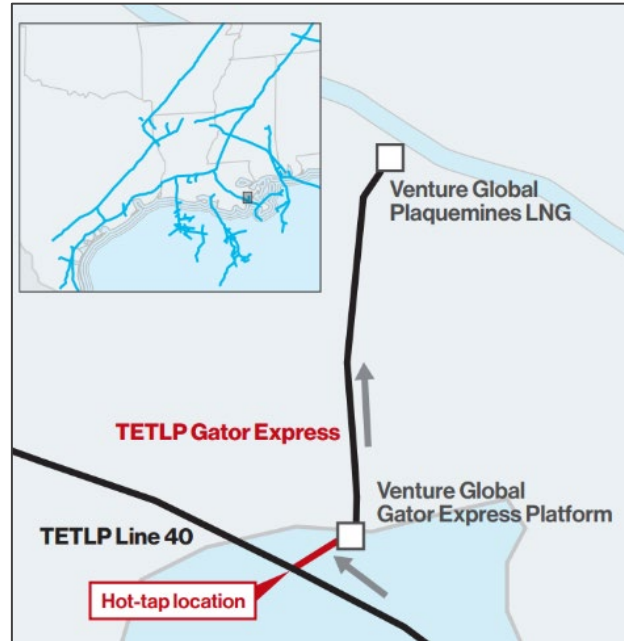 Venture Global
Plaquemines LNG
TETLP Gator Express
Venture Global
Gator Express Platform
TETLP Line 40
Hot-tap location